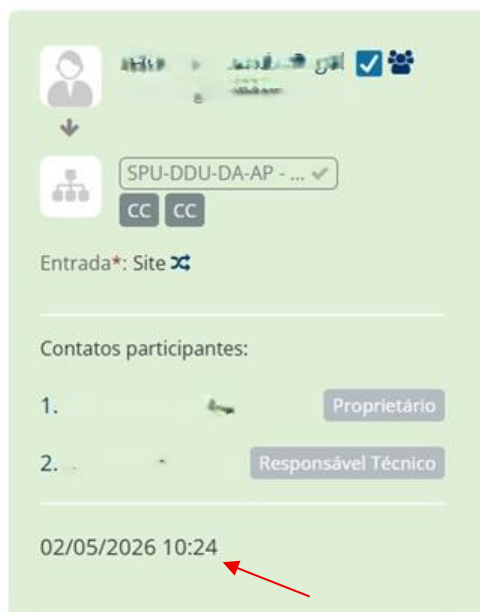 SPU-DDU-DA-AP - ...
CC CC
Entrada*: Site
Contatos participantes:
1.
Proprietário
2.
Responsável Técnico
02/05/2026 10:24